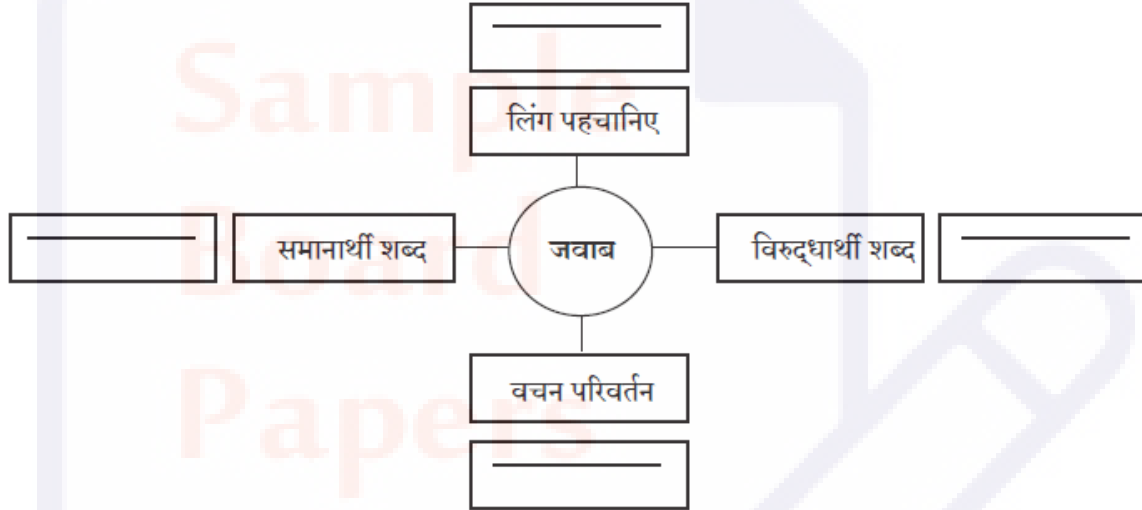 Sample
लिंग पहचानिए
Board
समानार्थी शब्द
जवाब
विरुद्धार्थी शब्द
वचन परिवर्तन
Papers